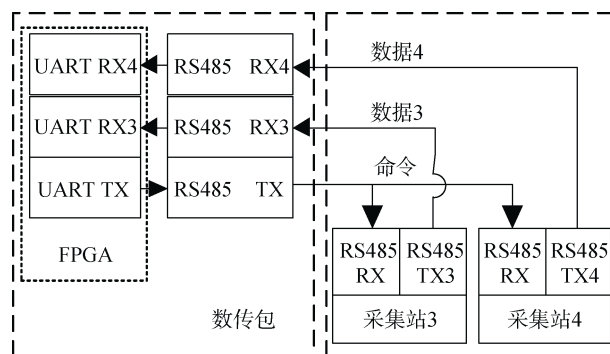 数据4
UART RX4
RS485 RX4
数据3
UART RX3
RS485 RX3
命令
UART TX
RS485 TX
FPGA
RS485 RX
RS485 TX3
RS485 RX
RS485 TX4
采集站3
采集站4
数传包